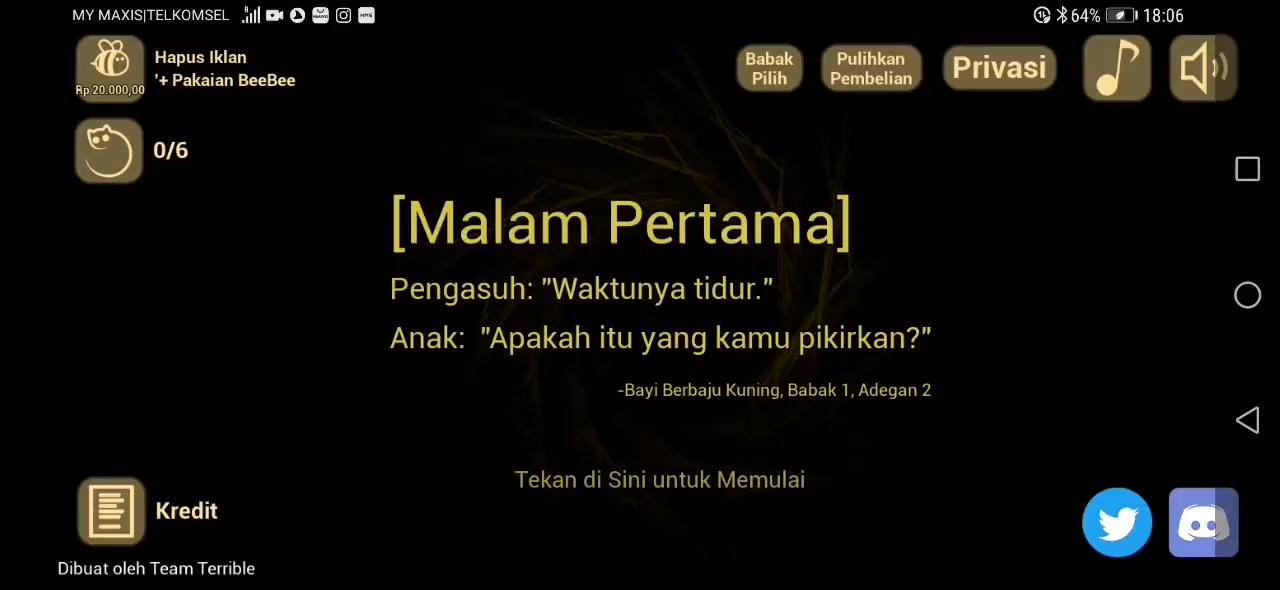 MY MAXIS|TELKOMSEL
64% 18:06
Hapus Iklan
'+ Pakaian BeeBee
Rp 20.000,00
Babak
Pilih
Pulihkan
Pembelian
Privasi
0/6
[Malam Pertama]
Pengasuh: "Waktunya tidur."
Anak:  "Apakah itu yang kamu pikirkan?"
-Bayi Berbaju Kuning, Babak 1, Adegan 2
Tekan di Sini untuk Memulai
Kredit
Dibuat oleh Team Terrible